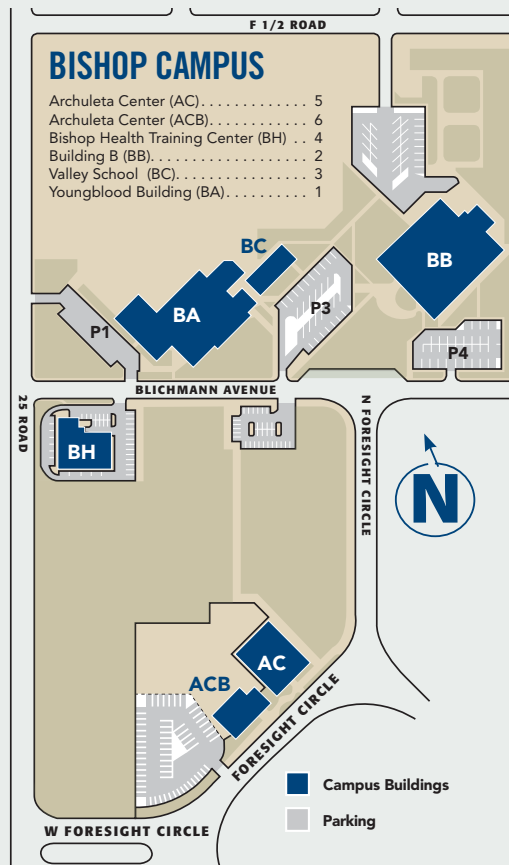 F 1/2 ROAD
BISHOP CAMPUS
Archuleta Center (AC). . . . . . . . . . . . 5
Archuleta Center (ACB). . . . . . . . . . . 6
Bishop Health Training Center (BH) . . 4
Building B (BB). . . . . . . . . . . . . . . . . 2
Valley School  (BC). . . . . . . . . . . . . . 3
Youngblood Building (BA). . . . . . . . . 1
BC
BB
BA
P3
P1
P4
BLICHMANN AVENUE
25 ROAD
N FORESIGHT CIRCLE
BH
N
AC
ACB
FORESIGHT CIRCLE
Campus Buildings
Parking
W FORESIGHT CIRCLE